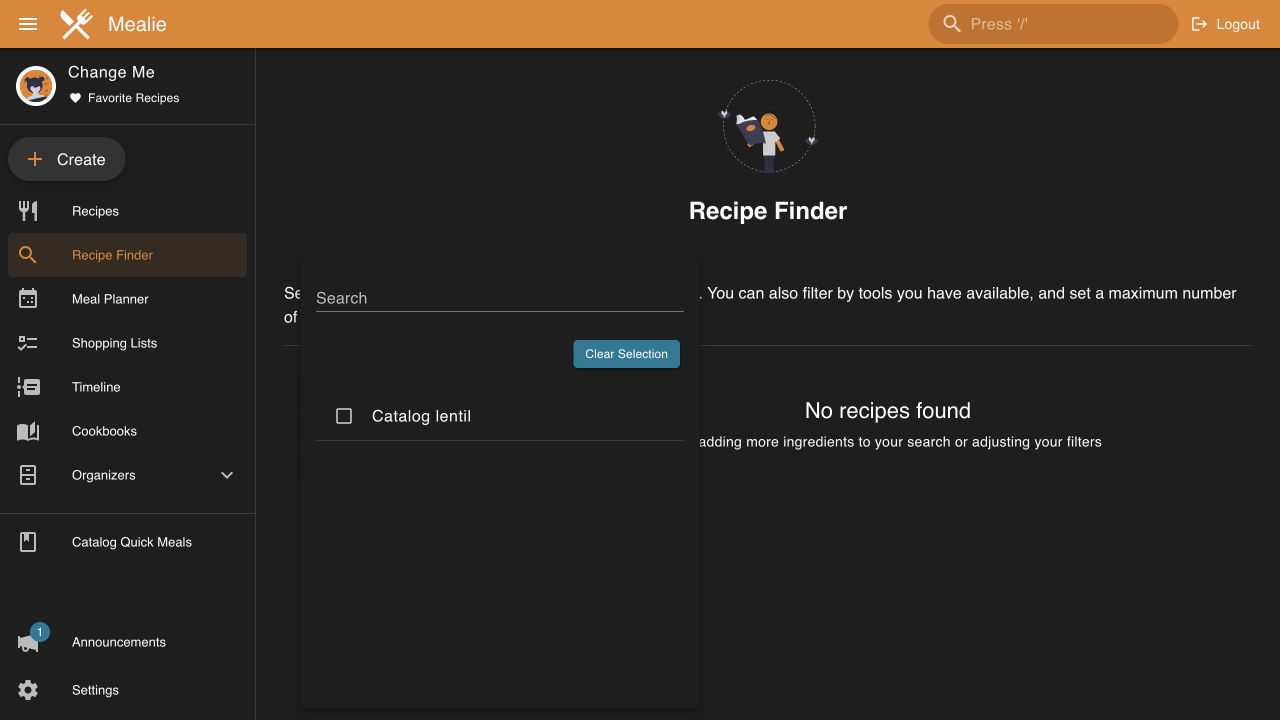 Mealie
Press '/'
Logout
Change Me
Favorite Recipes
Create
Recipes
Recipe Finder
Meal Planner
Shopping Lists
Timeline
Cookbooks
Organizers
Catalog Quick Meals
1
Announcements
Settings
Recipe Finder
. You can also filter by tools you have available, and set a maximum number
of
Search
Clear Selection
Catalog lentil
No recipes found
adding more ingredients to your search or adjusting your filters